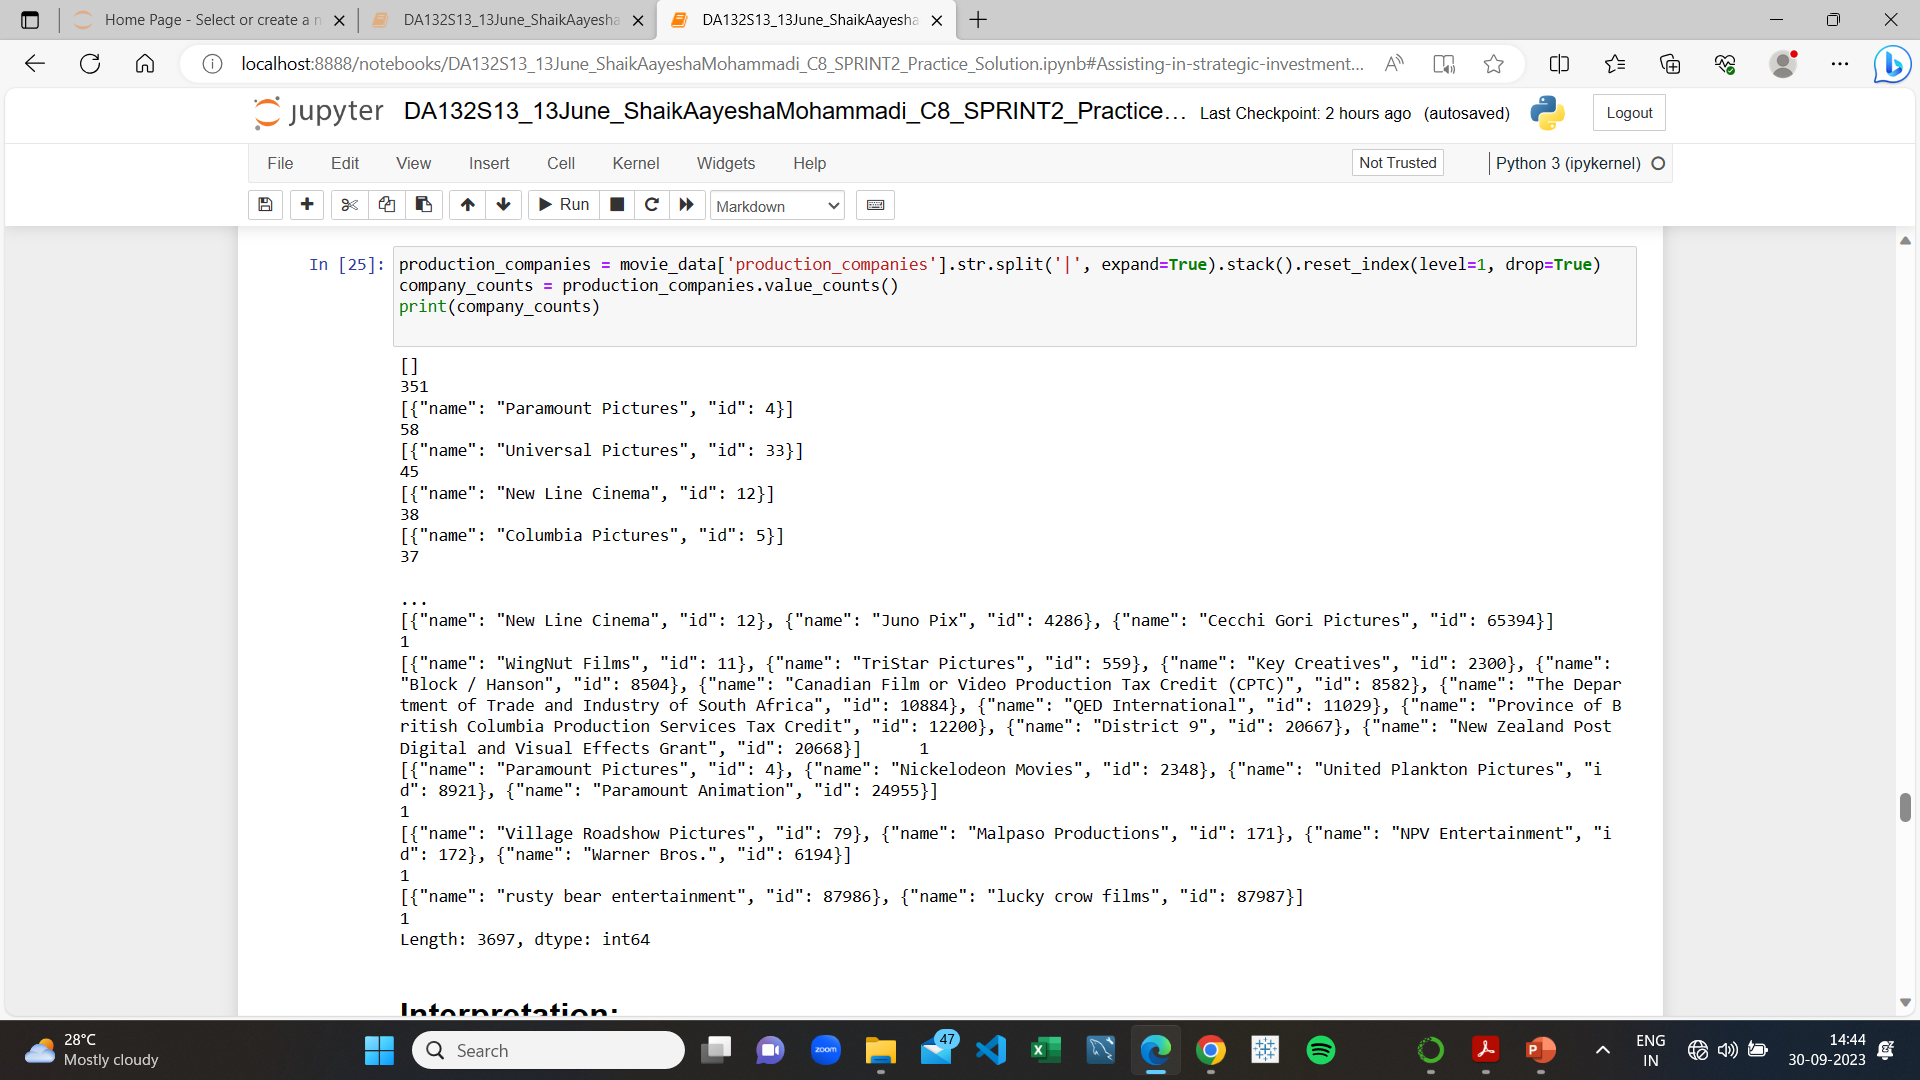 Home Page - Select or create a n
DA132S13_13June_ShaikAayesha
DA132S13_13June_ShaikAayesha
localhost:8888/notebooks/DA132S13_13June_ShaikAayeshaMohammadi_C8_SPRINT2_Practice_Solution.ipynb#Assisting-in-strategic-investment...
jupyter DA132S13_13June_ShaikAayeshaMohammadi_C8_SPRINT2_Practice... Last Checkpoint: 2 hours ago (autosaved) Logout
File Edit View Insert Cell Kernel Widgets Help Not Trusted Python 3 (ipykernel)
Run Markdown
In [25]: production_companies = movie_data['production_companies'].str.split('|', expand=True).stack().reset_index(level=1, drop=True)
company_counts = production_companies.value_counts()
print(company_counts)
[]
351
[{"name": "Paramount Pictures", "id": 4}]
58
[{"name": "Universal Pictures", "id": 33}]
45
[{"name": "New Line Cinema", "id": 12}]
38
[{"name": "Columbia Pictures", "id": 5}]
37
...
[{"name": "New Line Cinema", "id": 12}, {"name": "Juno Pix", "id": 4286}, {"name": "Cecchi Gori Pictures", "id": 65394}]
1
[{"name": "WingNut Films", "id": 11}, {"name": "TriStar Pictures", "id": 559}, {"name": "Key Creatives", "id": 2300}, {"name":
"Block / Hanson", "id": 8504}, {"name": "Canadian Film or Video Production Tax Credit (CPTC)", "id": 8582}, {"name": "The Depar
tment of Trade and Industry of South Africa", "id": 10884}, {"name": "QED International", "id": 11029}, {"name": "Province of B
ritish Columbia Production Services Tax Credit", "id": 12200}, {"name": "District 9", "id": 20667}, {"name": "New Zealand Post
Digital and Visual Effects Grant", "id": 20668}] 1
[{"name": "Paramount Pictures", "id": 4}, {"name": "Nickelodeon Movies", "id": 2348}, {"name": "United Plankton Pictures", "i
d": 8921}, {"name": "Paramount Animation", "id": 24955}]
1
[{"name": "Village Roadshow Pictures", "id": 79}, {"name": "Malpaso Productions", "id": 171}, {"name": "NPV Entertainment", "i
d": 172}, {"name": "Warner Bros.", "id": 6194}]
1
[{"name": "rusty bear entertainment", "id": 87986}, {"name": "lucky crow films", "id": 87987}]
1
Length: 3697, dtype: int64
Interpretation:
28°C
Mostly cloudy
Search
zoom
47
ENG
IN
14:44
30-09-2023